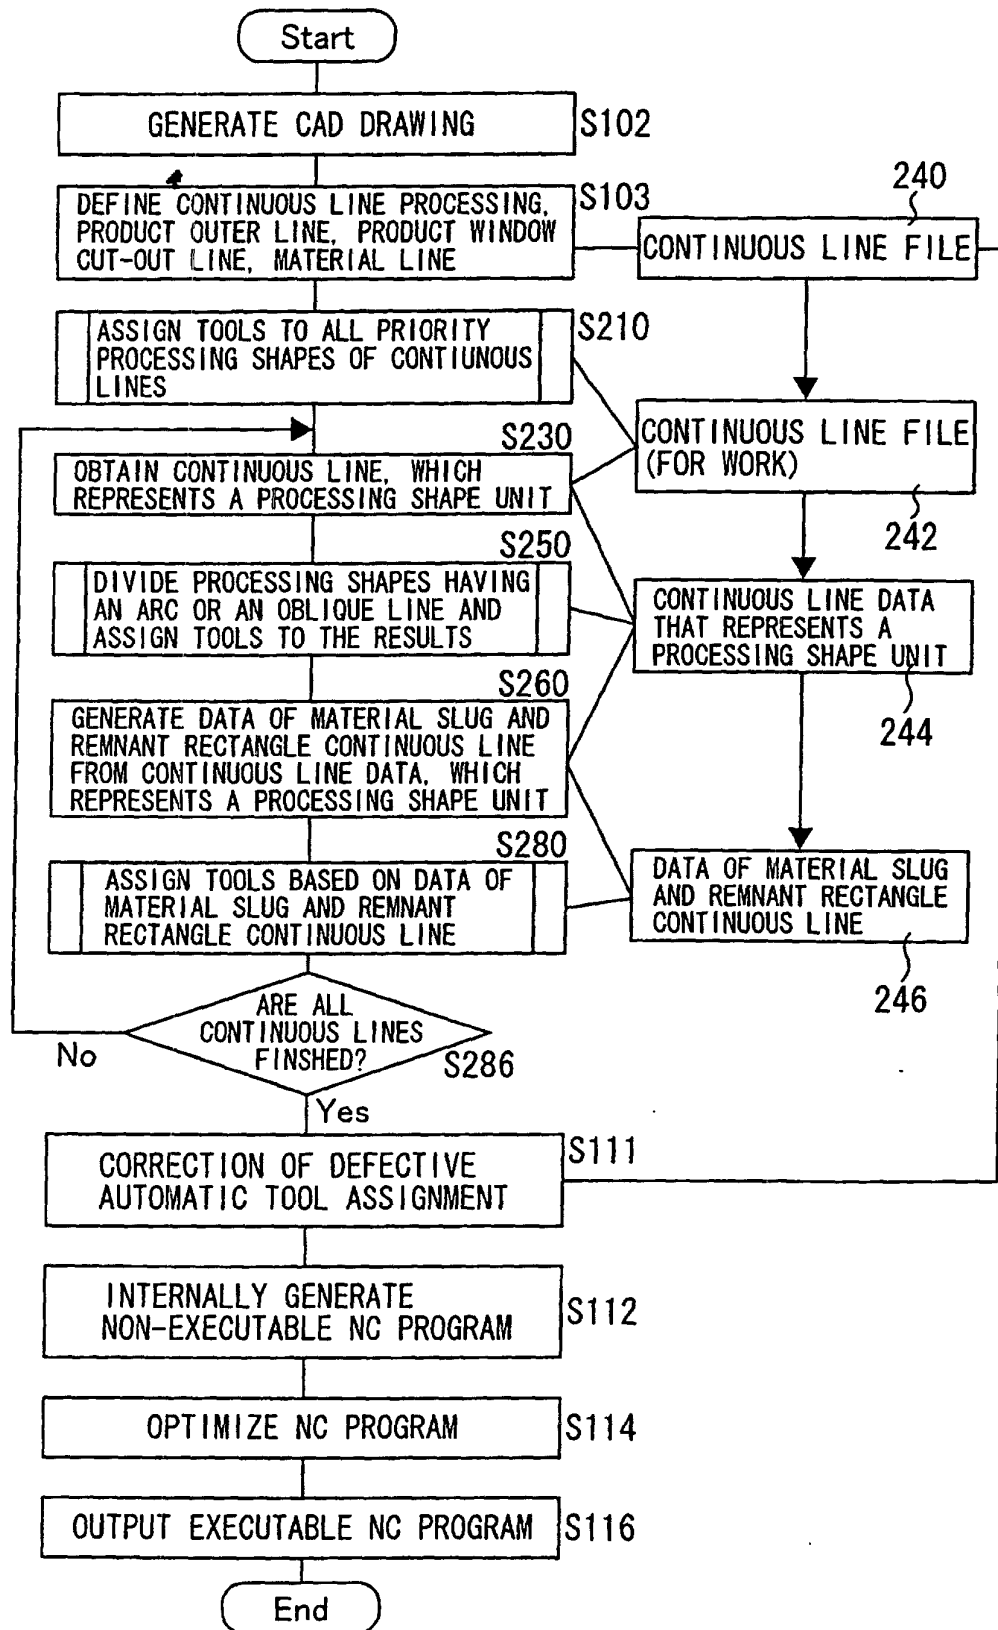 Start
GENERATE CAD DRAWING
S102
DEFINE CONTINUOUS LINE PROCESSING,
PRODUCT OUTER LINE, PRODUCT WINDOW
CUT-OUT LINE, MATERIAL LINE
S103
240
CONTINUOUS LINE FILE
ASSIGN TOOLS TO ALL PRIORITY
PROCESSING SHAPES OF CONTIUNOUS
LINES
S210
CONTINUOUS LINE FILE
(FOR WORK)
242
S230
OBTAIN CONTINUOUS LINE, WHICH
REPRESENTS A PROCESSING SHAPE UNIT
S250
DIVIDE PROCESSING SHAPES HAVING
AN ARC OR AN OBLIQUE LINE AND
ASSIGN TOOLS TO THE RESULTS
CONTINUOUS LINE DATA
THAT REPRESENTS A
PROCESSING SHAPE UNIT
244
S260
GENERATE DATA OF MATERIAL SLUG AND
REMNANT RECTANGLE CONTINUOUS LINE
FROM CONTINUOUS LINE DATA, WHICH
REPRESENTS A PROCESSING SHAPE UNIT
S280
ASSIGN TOOLS BASED ON DATA OF
MATERIAL SLUG AND REMNANT
RECTANGLE CONTINUOUS LINE
DATA OF MATERIAL SLUG
AND REMNANT RECTANGLE
CONTINUOUS LINE
246
ARE ALL
CONTINUOUS LINES
FINSHED?
S286
No
Yes
CORRECTION OF DEFECTIVE
AUTOMATIC TOOL ASSIGNMENT
S111
INTERNALLY GENERATE
NON-EXECUTABLE NC PROGRAM
S112
OPTIMIZE NC PROGRAM
S114
OUTPUT EXECUTABLE NC PROGRAM
S116
End